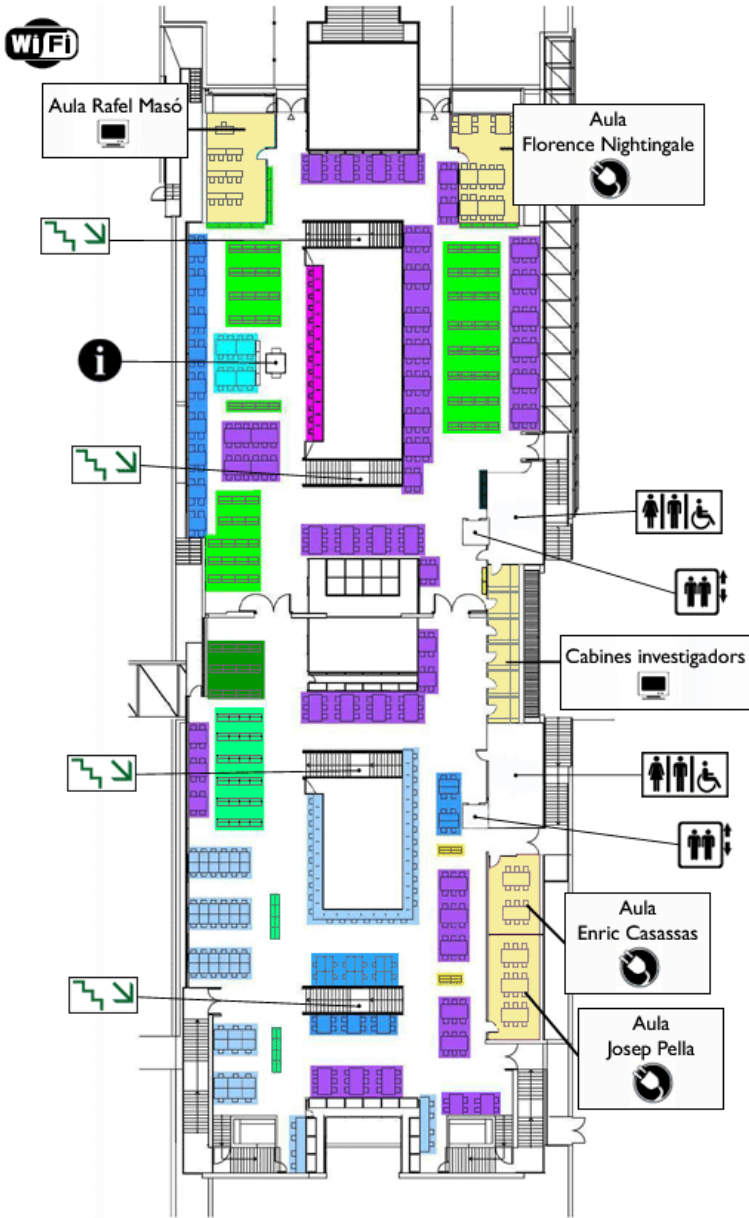 WiFi
Aula Rafel Masó
Aula
Florence Nightingale
i
Cabines investigadors
Aula
Enric Casassas
Aula
Josep Pella